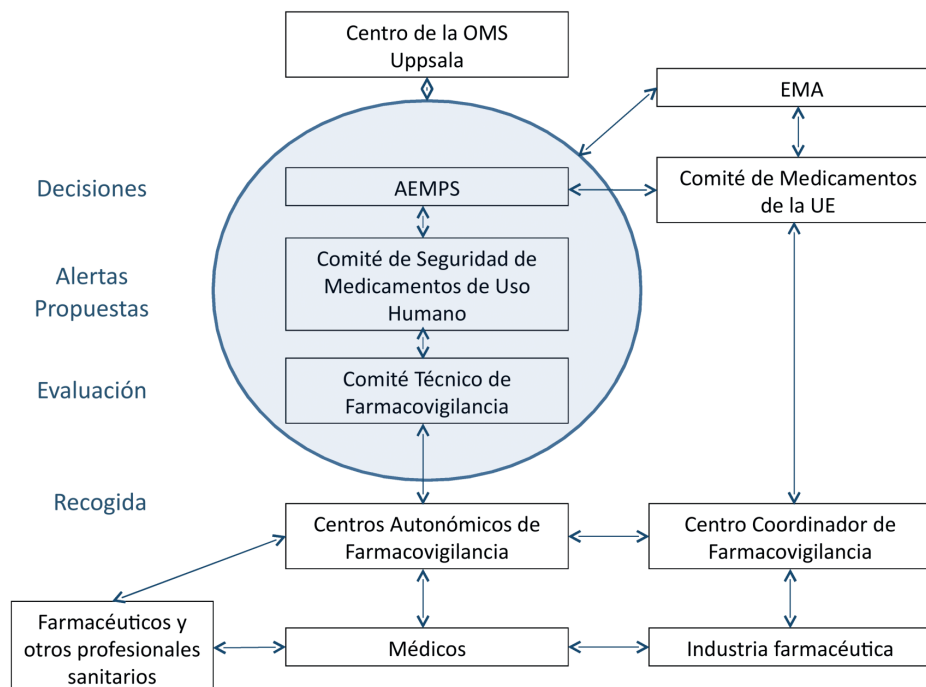 Centro de la OMS
Uppsala
EMA
Decisiones
AEMPS
Comité de Medicamentos
de la UE
Alertas
Propuestas
Comité de Seguridad de
Medicamentos de Uso
Humano
Evaluación
Comité Técnico de
Farmacovigilancia
Recogida
Centros Autonómicos de
Farmacovigilancia
Centro Coordinador de
Farmacovigilancia
Farmacéuticos y
otros profesionales
sanitarios
Médicos
Industria farmacéutica